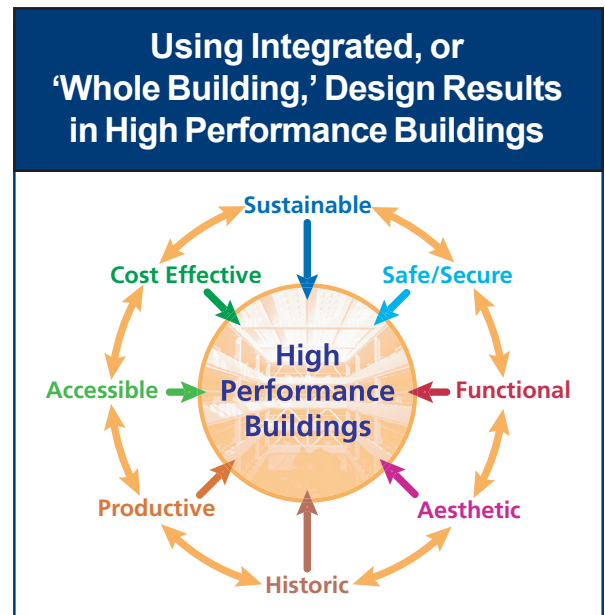 Using Integrated, or
‘Whole Building,’ Design Results
in High Performance Buildings
Sustainable
Cost Effective
Safe/Secure
High
Performance
Buildings
Accessible
Functional
Productive
Aesthetic
Historic